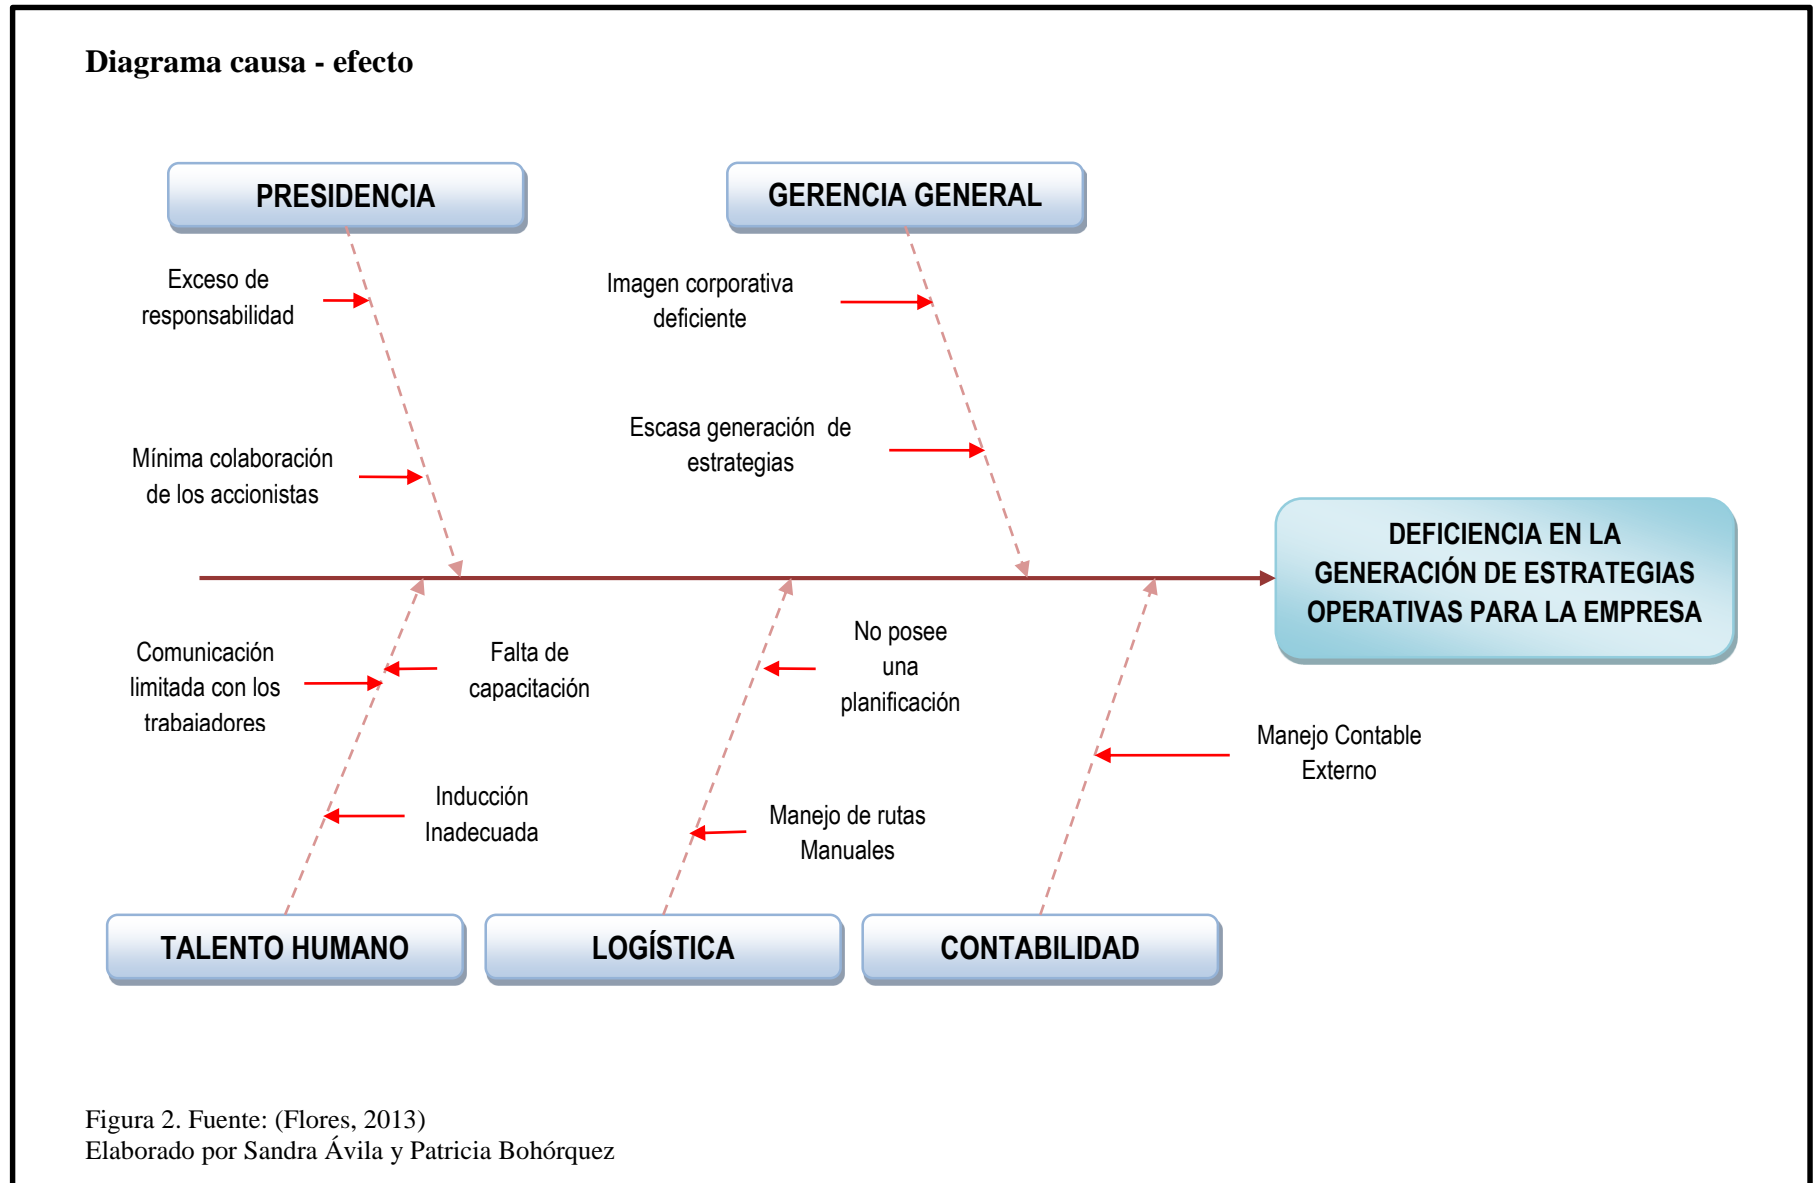 Diagrama causa - efecto
PRESIDENCIA
GERENCIA GENERAL
Exceso de
responsabilidad
Imagen corporativa
deficiente
Mínima colaboración
de los accionistas
Escasa generación  de
estrategias
DEFICIENCIA EN LA
GENERACIÓN DE ESTRATEGIAS
OPERATIVAS PARA LA EMPRESA
Comunicación
limitada con los
trabajadores
Falta de
capacitación
No posee
una
planificación
Manejo Contable
Externo
Inducción
Inadecuada
Manejo de rutas
Manuales
TALENTO HUMANO
LOGÍSTICA
CONTABILIDAD
Figura 2. Fuente: (Flores, 2013)
Elaborado por Sandra Ávila y Patricia Bohórquez